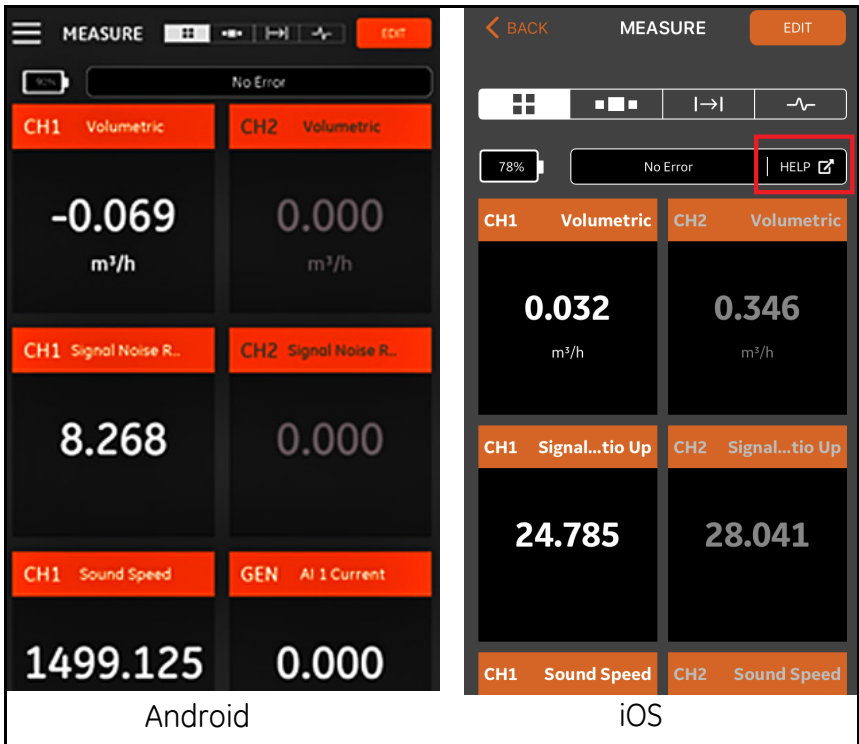 MEASURE EDIT
90% No Error
CH1 Volumetric CH2 Volumetric
-0.069 0.000
m³/h m³/h
CH1 Signal Noise R.. CH2 Signal Noise R..
8.268 0.000
CH1 Sound Speed GEN AI 1 Current
1499.125 0.000
Android
BACK MEASURE EDIT
78% No Error HELP
CH1 Volumetric CH2 Volumetric
0.032 0.346
m³/h m³/h
CH1 Signal...tio Up CH2 Signal...tio Up
24.785 28.041
CH1 Sound Speed CH2 Sound Speed
iOS